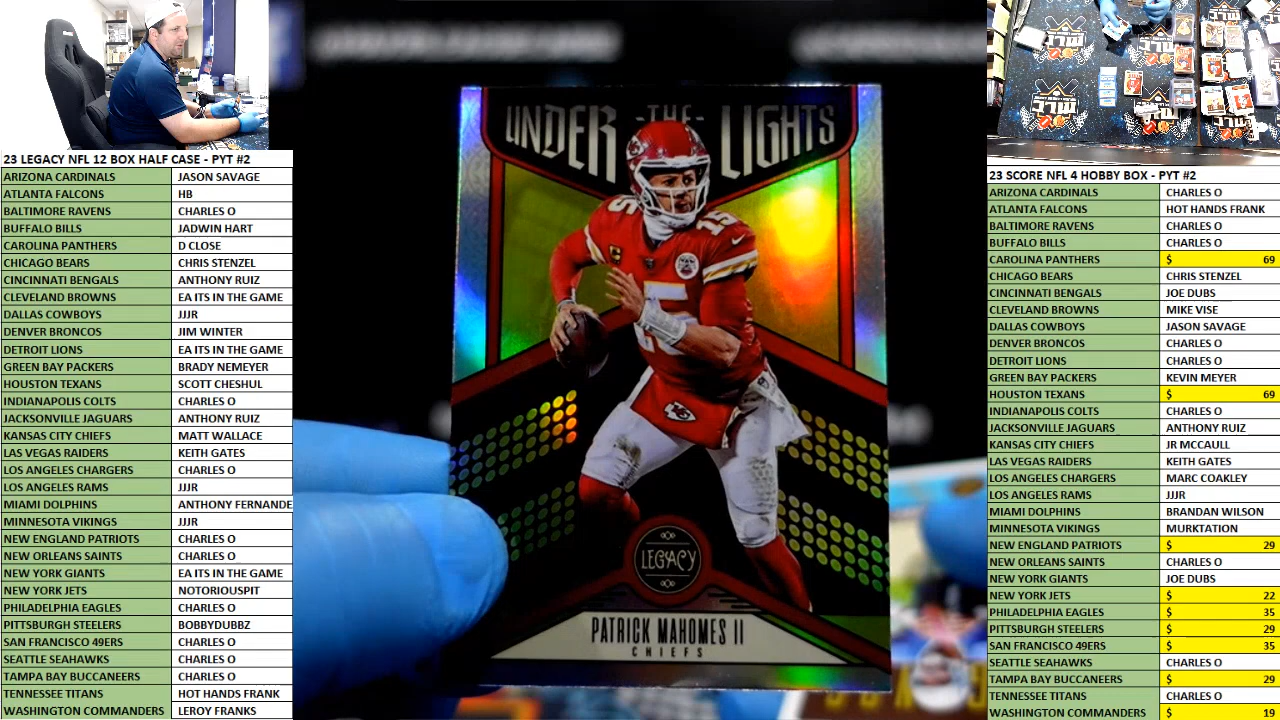 23 LEGACY NFL 12 BOX HALF CASE - PYT #2
ARIZONA CARDINALS JASON SAVAGE
ATLANTA FALCONS HB
BALTIMORE RAVENS CHARLES O
BUFFALO BILLS JADWIN HART
CAROLINA PANTHERS D CLOSE
CHICAGO BEARS CHRIS STENZEL
CINCINNATI BENGALS ANTHONY RUIZ
CLEVELAND BROWNS EA ITS IN THE GAME
DALLAS COWBOYS JJJR
DENVER BRONCOS JIM WINTER
DETROIT LIONS EA ITS IN THE GAME
GREEN BAY PACKERS BRADY NEMEYER
HOUSTON TEXANS SCOTT CHESHUL
INDIANAPOLIS COLTS CHARLES O
JACKSONVILLE JAGUARS ANTHONY RUIZ
KANSAS CITY CHIEFS MATT WALLACE
LAS VEGAS RAIDERS KEITH GATES
LOS ANGELES CHARGERS CHARLES O
LOS ANGELES RAMS JJJR
MIAMI DOLPHINS ANTHONY FERNANDE
MINNESOTA VIKINGS JJJR
NEW ENGLAND PATRIOTS CHARLES O
NEW ORLEANS SAINTS CHARLES O
NEW YORK GIANTS EA ITS IN THE GAME
NEW YORK JETS NOTORIOUSPIT
PHILADELPHIA EAGLES CHARLES O
PITTSBURGH STEELERS BOBBYDUBBZ
SAN FRANCISCO 49ERS CHARLES O
SEATTLE SEAHAWKS CHARLES O
TAMPA BAY BUCCANEERS CHARLES O
TENNESSEE TITANS HOT HANDS FRANK
WASHINGTON COMMANDERS LEROY FRANKS
UNDER -THE- LIGHTS
15
15
15
LEGACY
PATRICK MAHOMES II
CHIEFS
MLC
MLC
MLC
23 SCORE NFL 4 HOBBY BOX - PYT #2
ARIZONA CARDINALS CHARLES O
ATLANTA FALCONS HOT HANDS FRANK
BALTIMORE RAVENS CHARLES O
BUFFALO BILLS CHARLES O
CAROLINA PANTHERS $ 69
CHICAGO BEARS CHRIS STENZEL
CINCINNATI BENGALS JOE DUBS
CLEVELAND BROWNS MIKE VISE
DALLAS COWBOYS JASON SAVAGE
DENVER BRONCOS CHARLES O
DETROIT LIONS CHARLES O
GREEN BAY PACKERS KEVIN MEYER
HOUSTON TEXANS $ 69
INDIANAPOLIS COLTS CHARLES O
JACKSONVILLE JAGUARS ANTHONY RUIZ
KANSAS CITY CHIEFS JR MCCAULL
LAS VEGAS RAIDERS KEITH GATES
LOS ANGELES CHARGERS MARC COAKLEY
LOS ANGELES RAMS JJJR
MIAMI DOLPHINS BRANDAN WILSON
MINNESOTA VIKINGS MURKTATION
NEW ENGLAND PATRIOTS $ 29
NEW ORLEANS SAINTS CHARLES O
NEW YORK GIANTS JOE DUBS
NEW YORK JETS $ 22
PHILADELPHIA EAGLES $ 35
PITTSBURGH STEELERS $ 29
SAN FRANCISCO 49ERS $ 35
SEATTLE SEAHAWKS CHARLES O
TAMPA BAY BUCCANEERS $ 29
TENNESSEE TITANS CHARLES O
WASHINGTON COMMANDERS $ 19